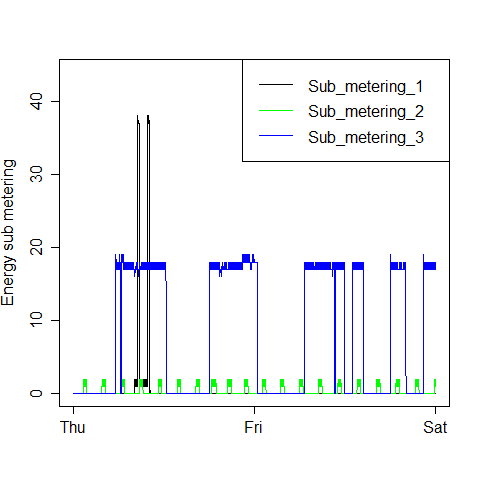 Sub_metering_1
Sub_metering_2
Sub_metering_3
Energy sub metering
40
30
20
10
0
Thu
Fri
Sat